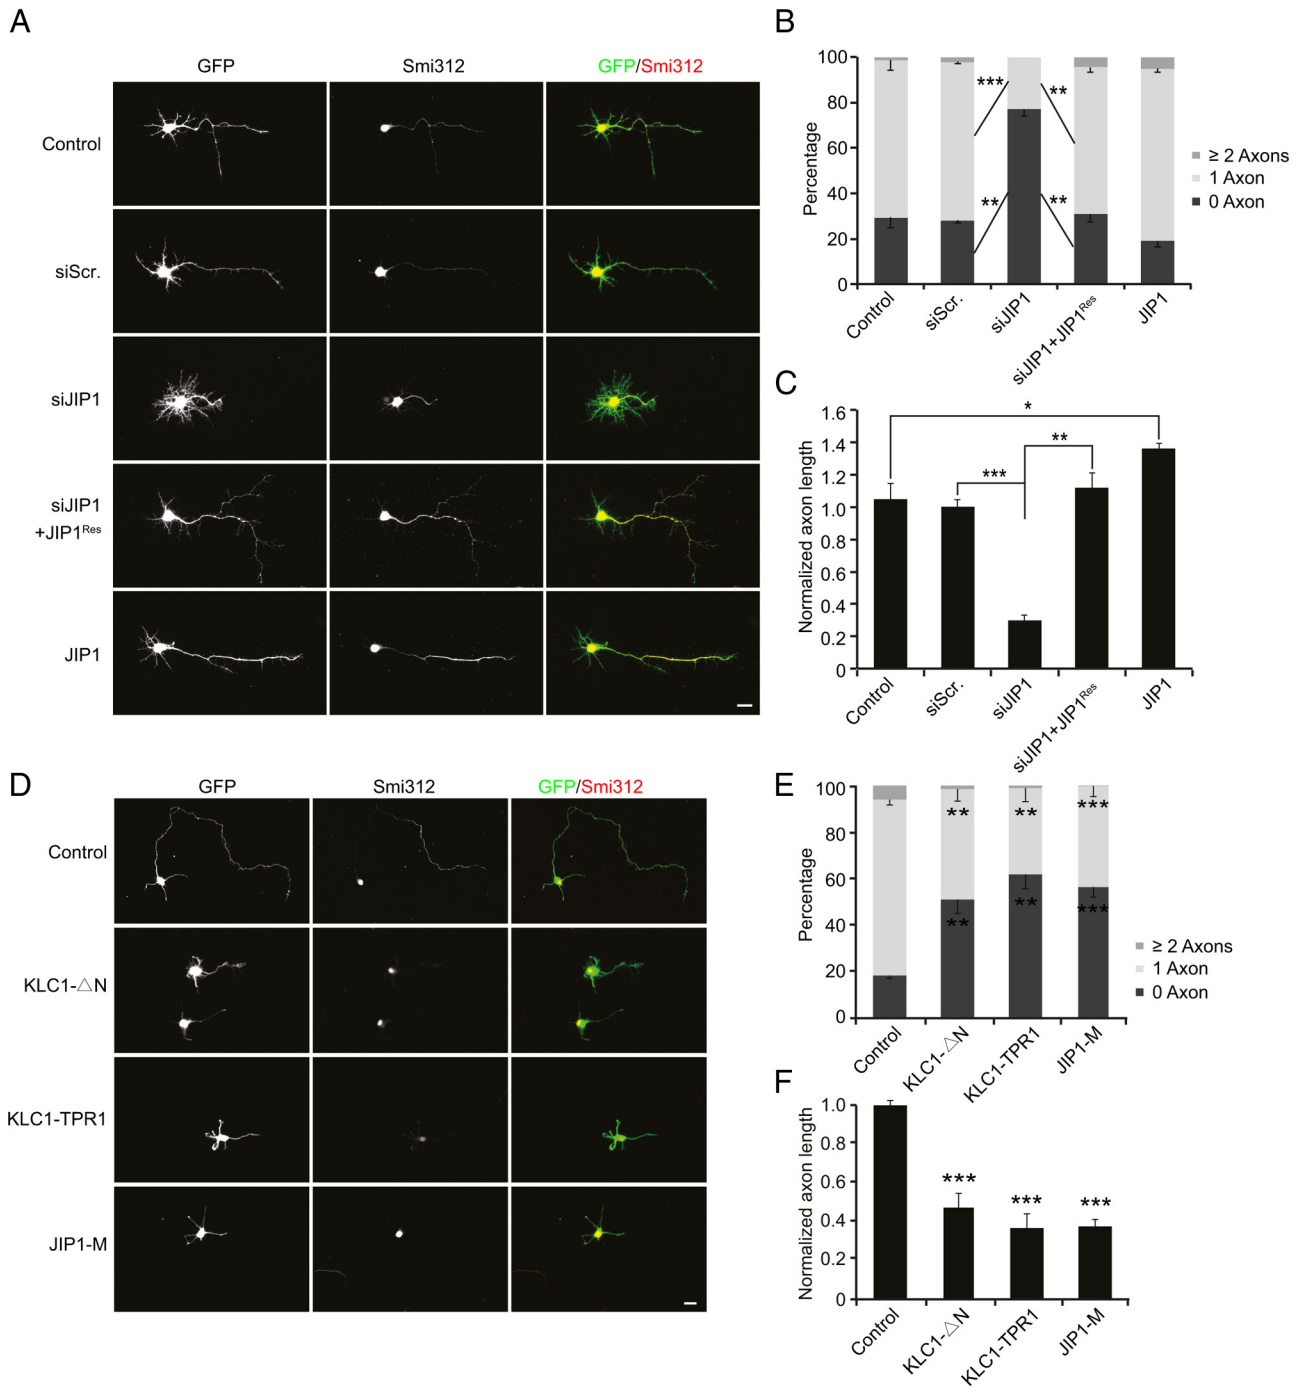 A
GFP
Smi312
GFP/Smi312
Control
siScr.
siJIP1
siJIP1
+JIP1Res
JIP1
B
Percentage
100
80
60
40
20
0
***
**
**
**
≥ 2 Axons
1 Axon
0 Axon
Control
siScr.
siJIP1
siJIP1+JIP1Res
JIP1
C
Normalized axon length
1.6
1.4
1.2
1.0
0.8
0.6
0.4
0.2
0
*
**
***
Control
siScr.
siJIP1
siJIP1+JIP1Res
JIP1
D
GFP
Smi312
GFP/Smi312
Control
KLC1-△N
KLC1-TPR1
JIP1-M
E
Percentage
100
80
60
40
20
0
**
**
***
**
**
***
≥ 2 Axons
1 Axon
0 Axon
Control
KLC1-△N
KLC1-TPR1
JIP1-M
F
Normalized axon length
1.0
0.8
0.6
0.4
0.2
0
***
***
***
Control
KLC1-△N
KLC1-TPR1
JIP1-M